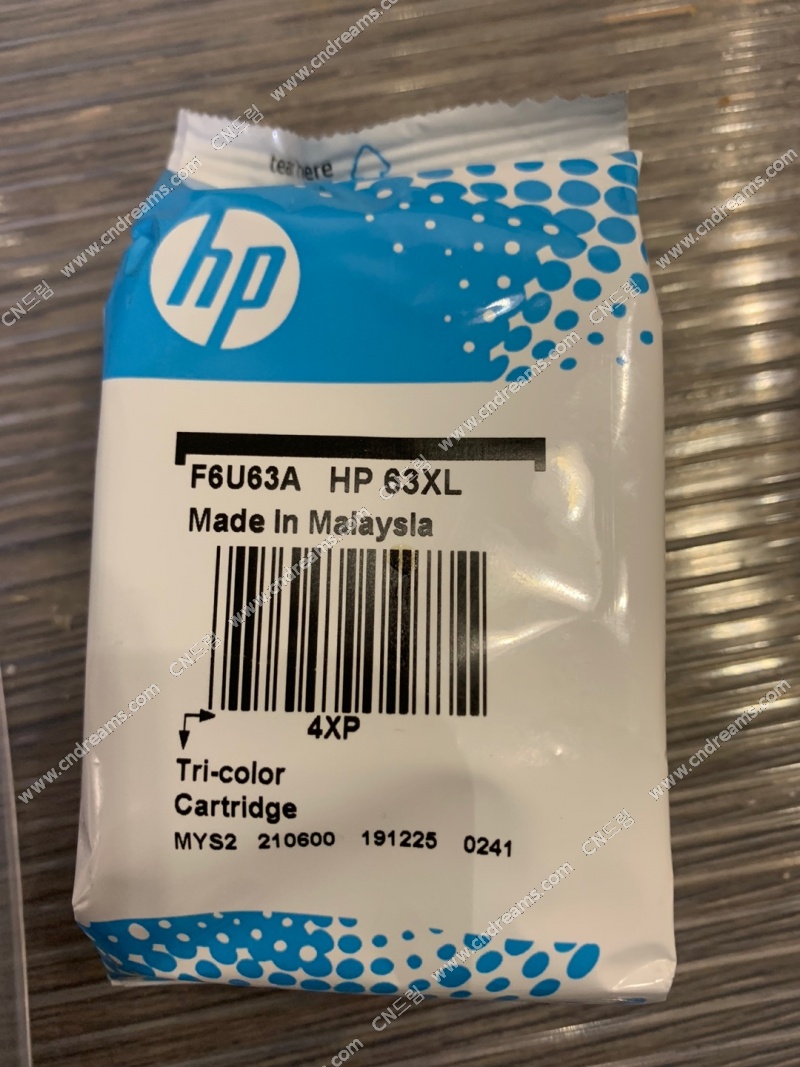 tear here
hp
F6U63A HP 63XL
Made In Malaysia
4XP
Tri-color
Cartridge
MYS2 210600 191225 0241
CN드림 www.cndreams.com